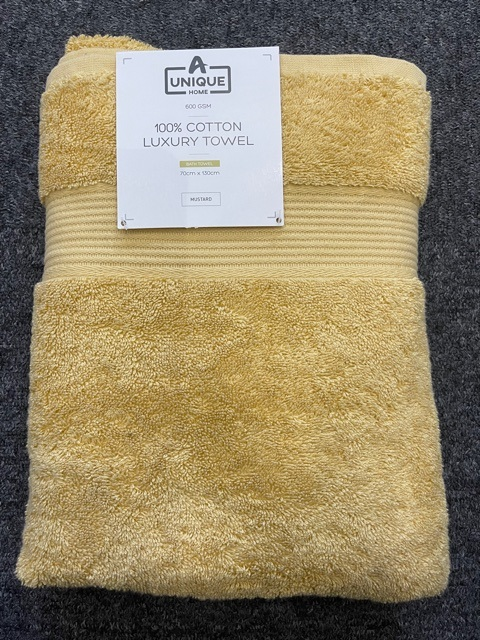 A
UNIQUE
HOME
600 GSM
100% COTTON
LUXURY TOWEL
BATH TOWEL
70cm x 130cm
MUSTARD